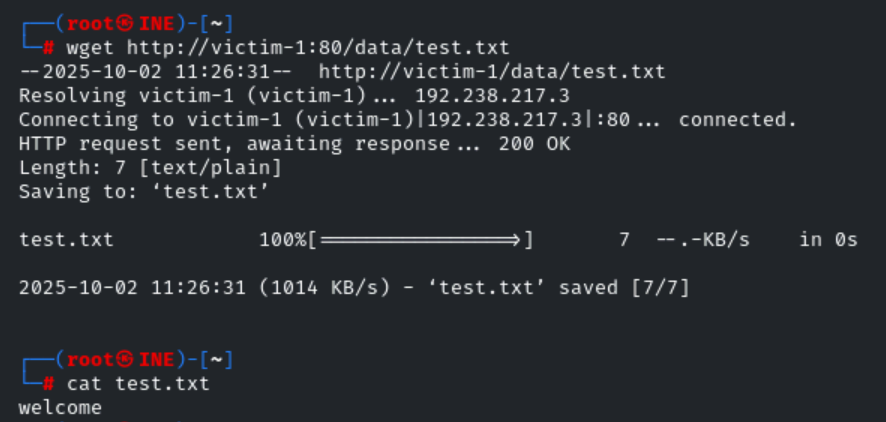 ┌──(root㉿INE)-[~]
└─# wget http://victim-1:80/data/test.txt
--2025-10-02 11:26:31--  http://victim-1/data/test.txt
Resolving victim-1 (victim-1)... 192.238.217.3
Connecting to victim-1 (victim-1)|192.238.217.3|:80... connected.
HTTP request sent, awaiting response... 200 OK
Length: 7 [text/plain]
Saving to: ‘test.txt’
test.txt            100%[=================>]       7  --.-KB/s    in 0s
2025-10-02 11:26:31 (1014 KB/s) - ‘test.txt’ saved [7/7]
┌──(root㉿INE)-[~]
└─# cat test.txt
welcome